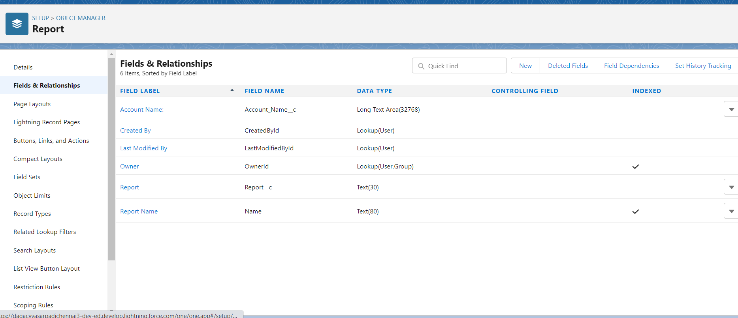 SETUP > OBJECT MANAGER
Report
Details
Fields & Relationships
Page Layouts
Lightning Record Pages
Buttons, Links, and Actions
Compact Layouts
Field Sets
Object Limits
Record Types
Related Lookup Filters
Search Layouts
List View Button Layout
Restriction Rules
Scoping Rules
Fields & Relationships
6 Items, Sorted by Field Label
Quick Find
New
Deleted Fields
Field Dependencies
Set History Tracking
FIELD LABEL FIELD NAME DATA TYPE CONTROLLING FIELD INDEXED
Account Name: Account_Name__c Long Text Area(32768)
Created By CreatedById Lookup(User)
Last Modified By LastModifiedById Lookup(User)
Owner OwnerId Lookup(User,Group)
Report Report__c Text(30)
Report Name Name Text(80)